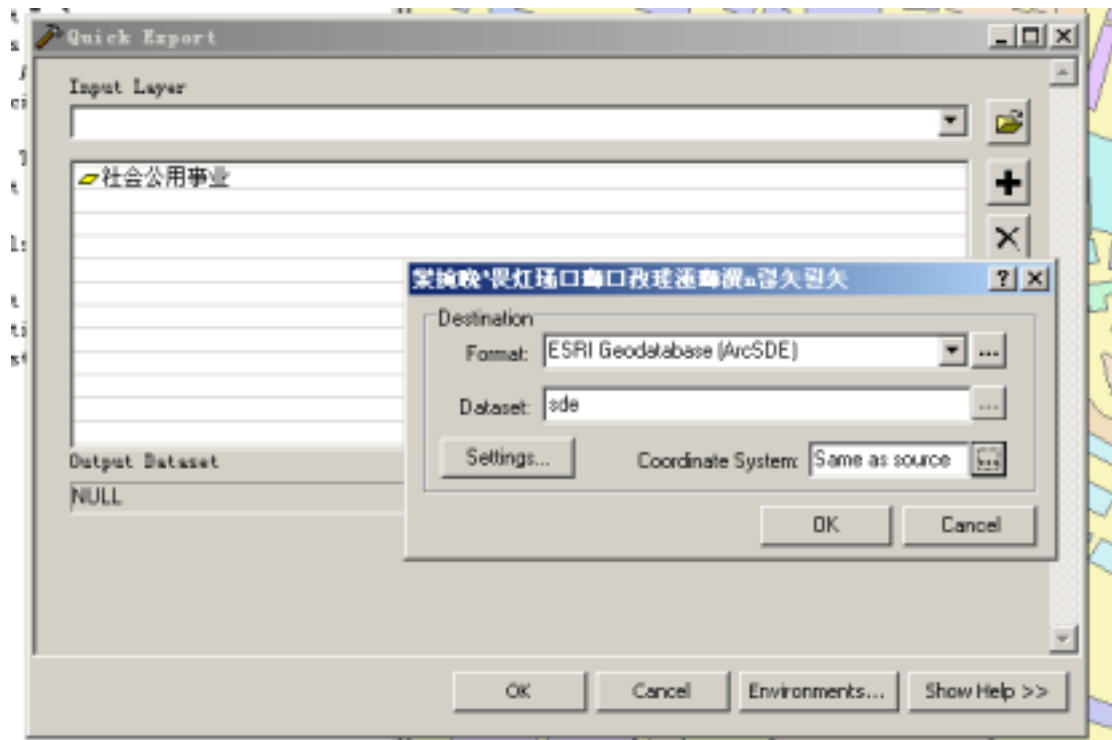 Quick Export
Input Layer
社会公用事业
Destination
Format: ESRI Geodatabase (ArcSDE)
Dataset: sde
Settings... Coordinate System: Same as source
OK Cancel
Output Dataset
NULL
OK Cancel Environments... Show Help >>